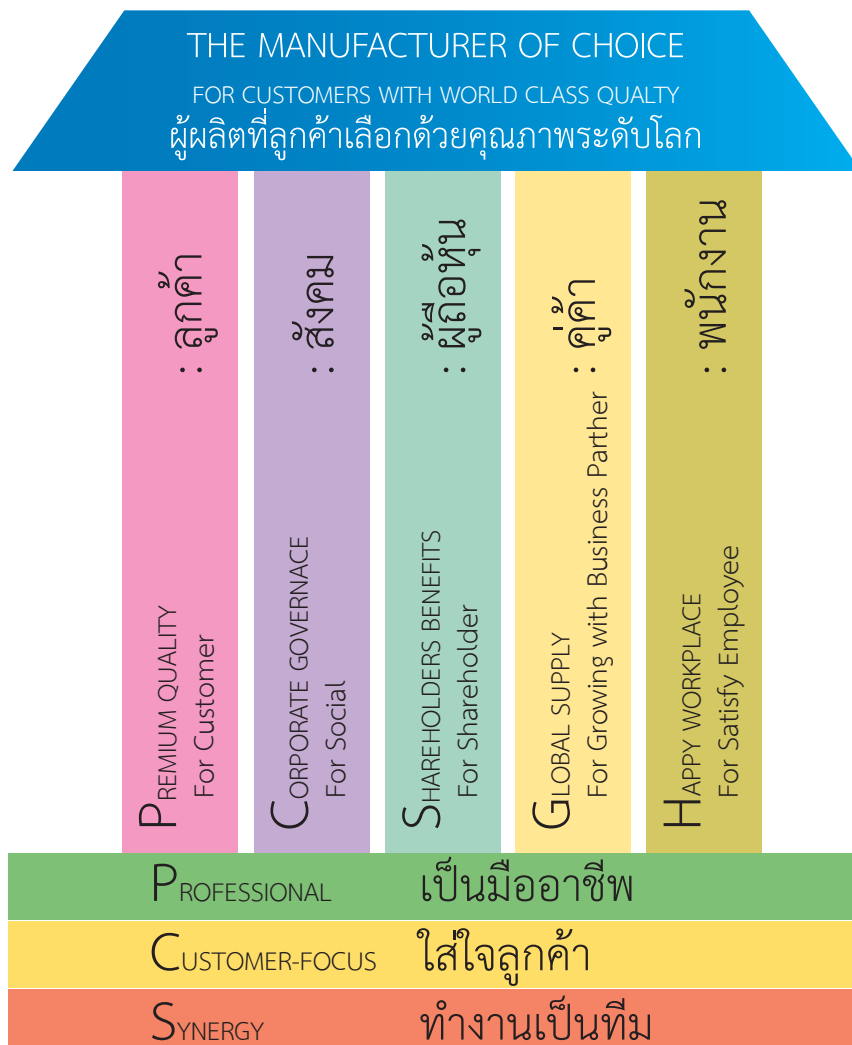 THE MANUFACTURER OF CHOICE
FOR CUSTOMERS WITH WORLD CLASS QUALTY
ผู้ผลิตที่ลูกค้าเลือกด้วยคุณภาพระดับโลก
PREMIUM QUALITY
For Customer
: ลูกค้า
CORPORATE GOVERNACE
For Social
: สังคม
SHAREHOLDERS BENEFITS
For Shareholder
: ผู้ถือหุ้น
GLOBAL SUPPLY
For Growing with Business Parther
: คู่ค้า
HAPPY WORKPLACE
For Satisfy Employee
: พนักงาน
PROFESSIONAL เป็นมืออาชีพ
CUSTOMER-FOCUS ใส่ใจลูกค้า
SYNERGY ทำงานเป็นทีม